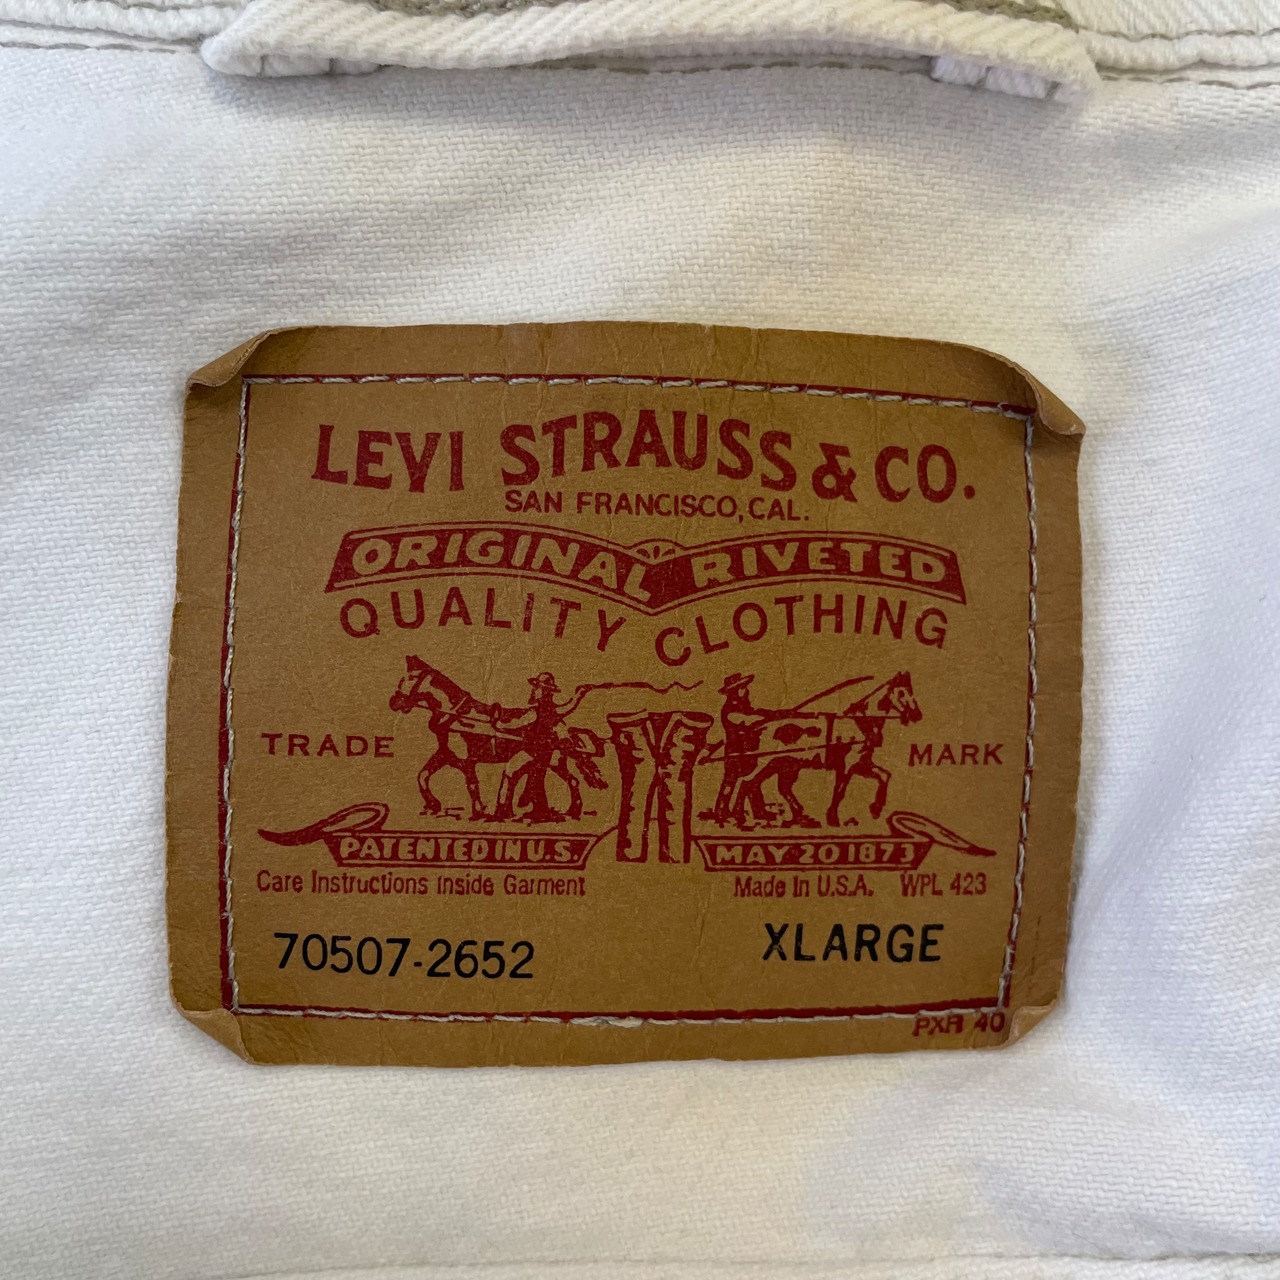 LEVI STRAUSS & CO.
SAN FRANCISCO, CAL.
ORIGINAL RIVETED
QUALITY CLOTHING
TRADE MARK
PATENTED IN U.S. MAY 20 1873
Care Instructions Inside Garment Made In U.S.A. WPL 423
70507-2652 XLARGE
PXR 40